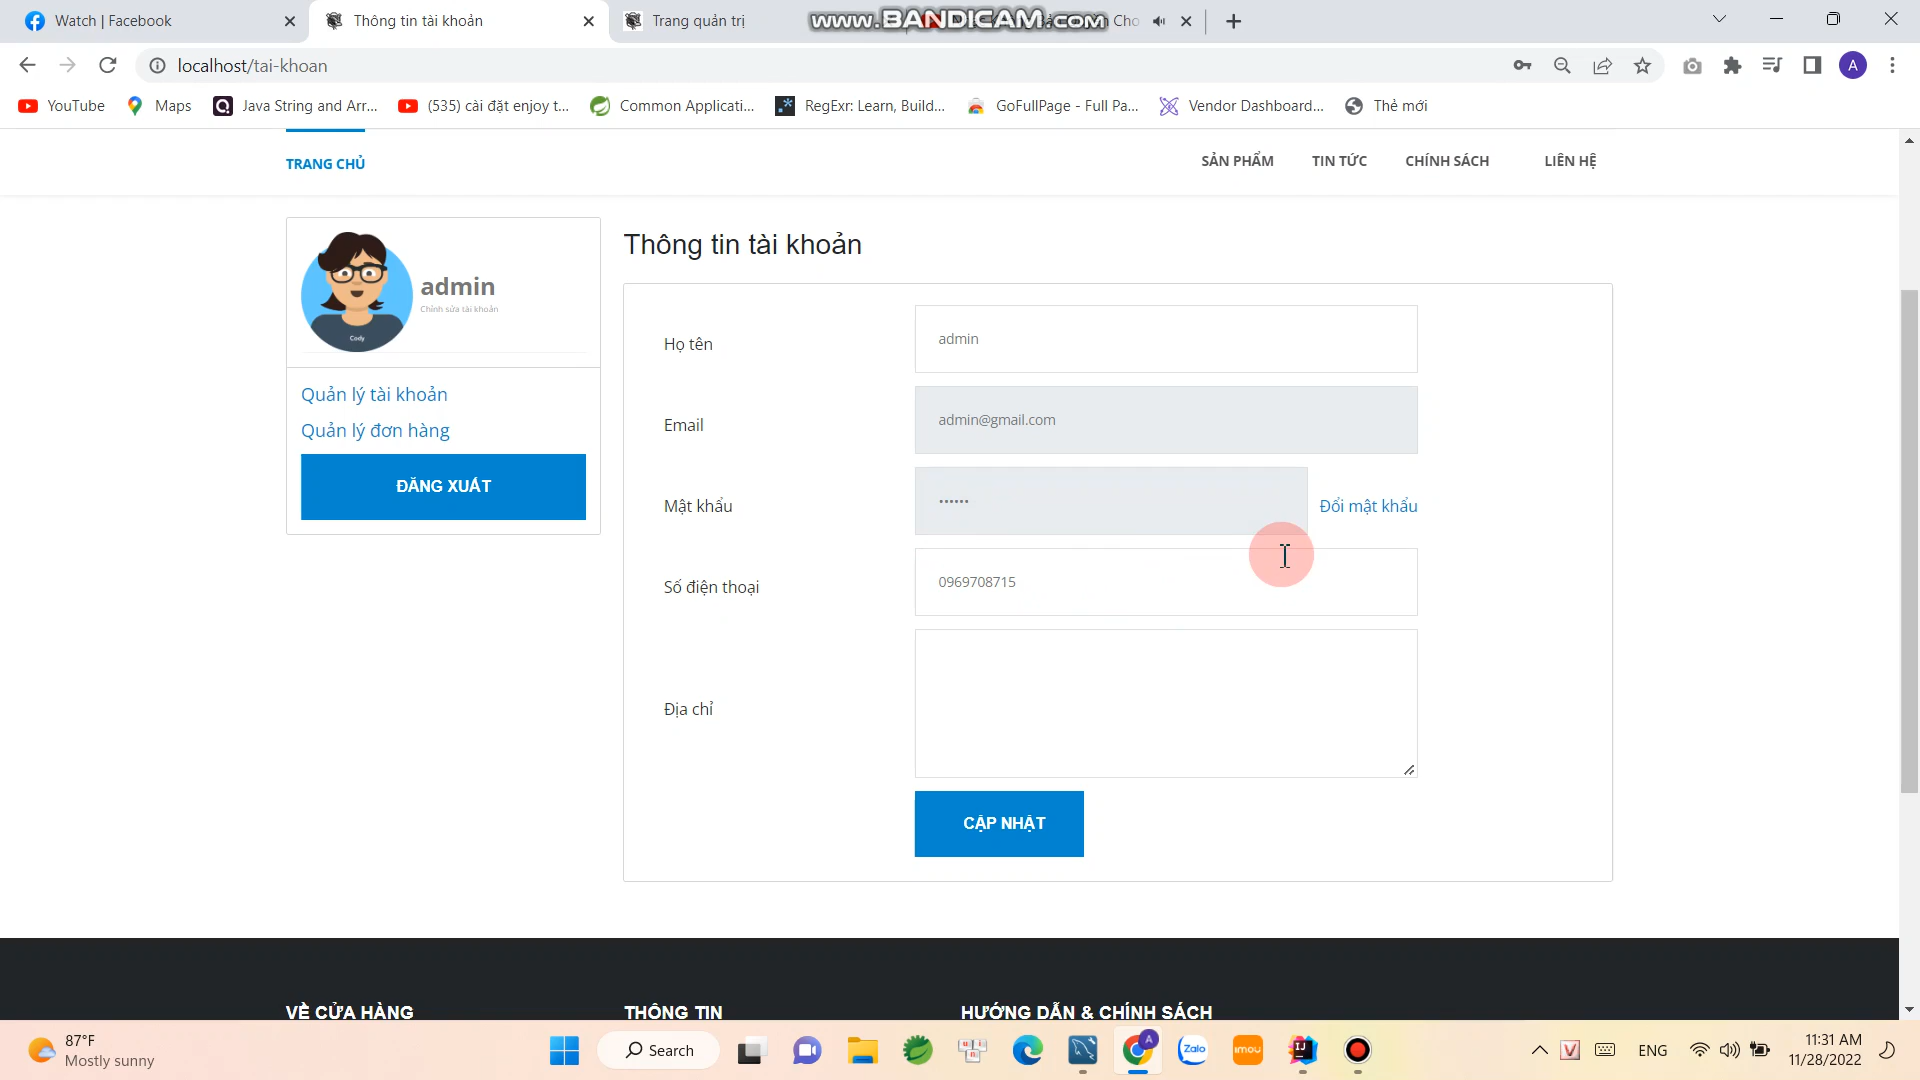 Watch | Facebook
Thông tin tài khoản
Trang quản trị
www.BANDICAM.com
localhost/tai-khoan
A
YouTube
Maps
Java String and Arr...
(535) cài đặt enjoy t...
Common Applicati...
RegExr: Learn, Build...
GoFullPage - Full Pa...
Vendor Dashboard...
Thẻ mới
TRANG CHỦ
SẢN PHẨM
TIN TỨC
CHÍNH SÁCH
LIÊN HỆ
Cody
admin
Chỉnh sửa tài khoản
Quản lý tài khoản
Quản lý đơn hàng
ĐĂNG XUẤT
Thông tin tài khoản
Họ tên
admin
Email
admin@gmail.com
Mật khẩu
••••••
Đổi mật khẩu
Số điện thoại
0969708715
Địa chỉ
CẬP NHẬT
VỀ CỬA HÀNG
THÔNG TIN
HƯỚNG DẪN & CHÍNH SÁCH
87°F
Mostly sunny
Search
A
Zalo
imou
IJ
V
ENG
11:31 AM
11/28/2022